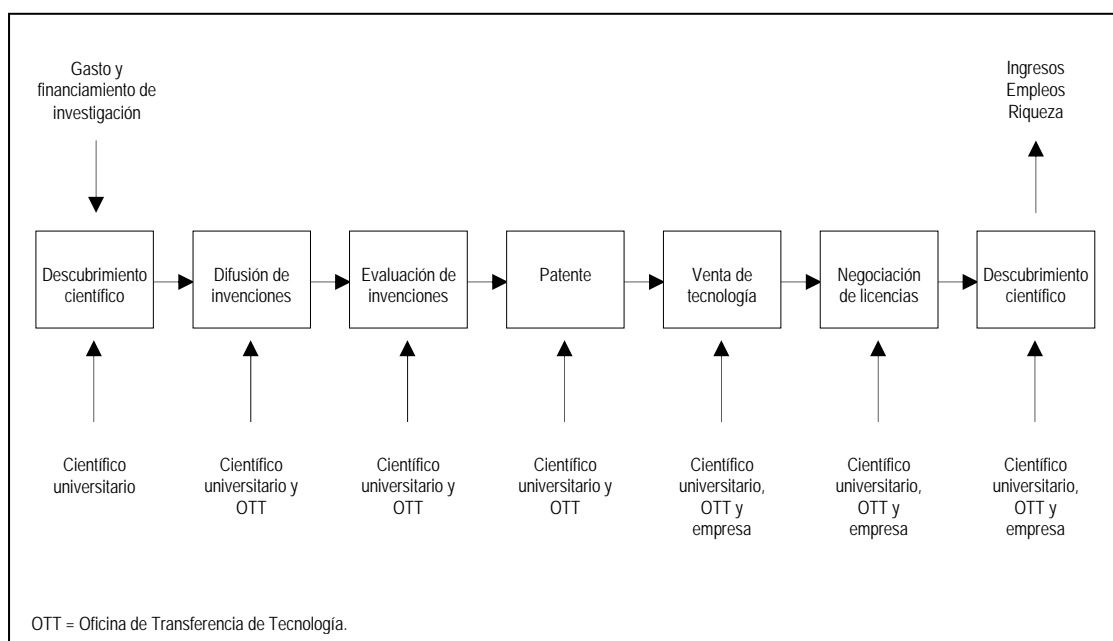 Gasto y
financiamiento de
investigación
Ingresos
Empleos
Riqueza
Descubrimiento
científico
Difusión de
invenciones
Evaluación de
invenciones
Patente
Venta de
tecnología
Negociación
de licencias
Descubrimiento
científico
Científico
universitario
Científico
universitario y
OTT
Científico
universitario y
OTT
Científico
universitario y
OTT
Científico
universitario,
OTT y
empresa
Científico
universitario,
OTT y
empresa
Científico
universitario,
OTT y
empresa
OTT = Oficina de Transferencia de Tecnología.